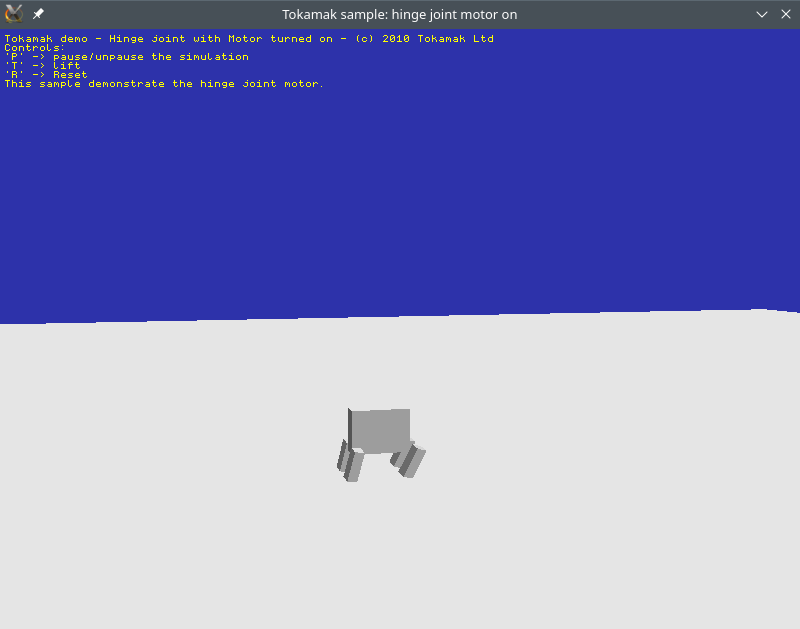 Tokamak sample: hinge joint motor on
Tokamak demo - Hinge joint with Motor turned on - (c) 2010 Tokamak Ltd
Controls:
'P' -> pause/unpause the simulation
'T' -> lift
'R' -> Reset
This sample demonstrate the hinge joint motor.